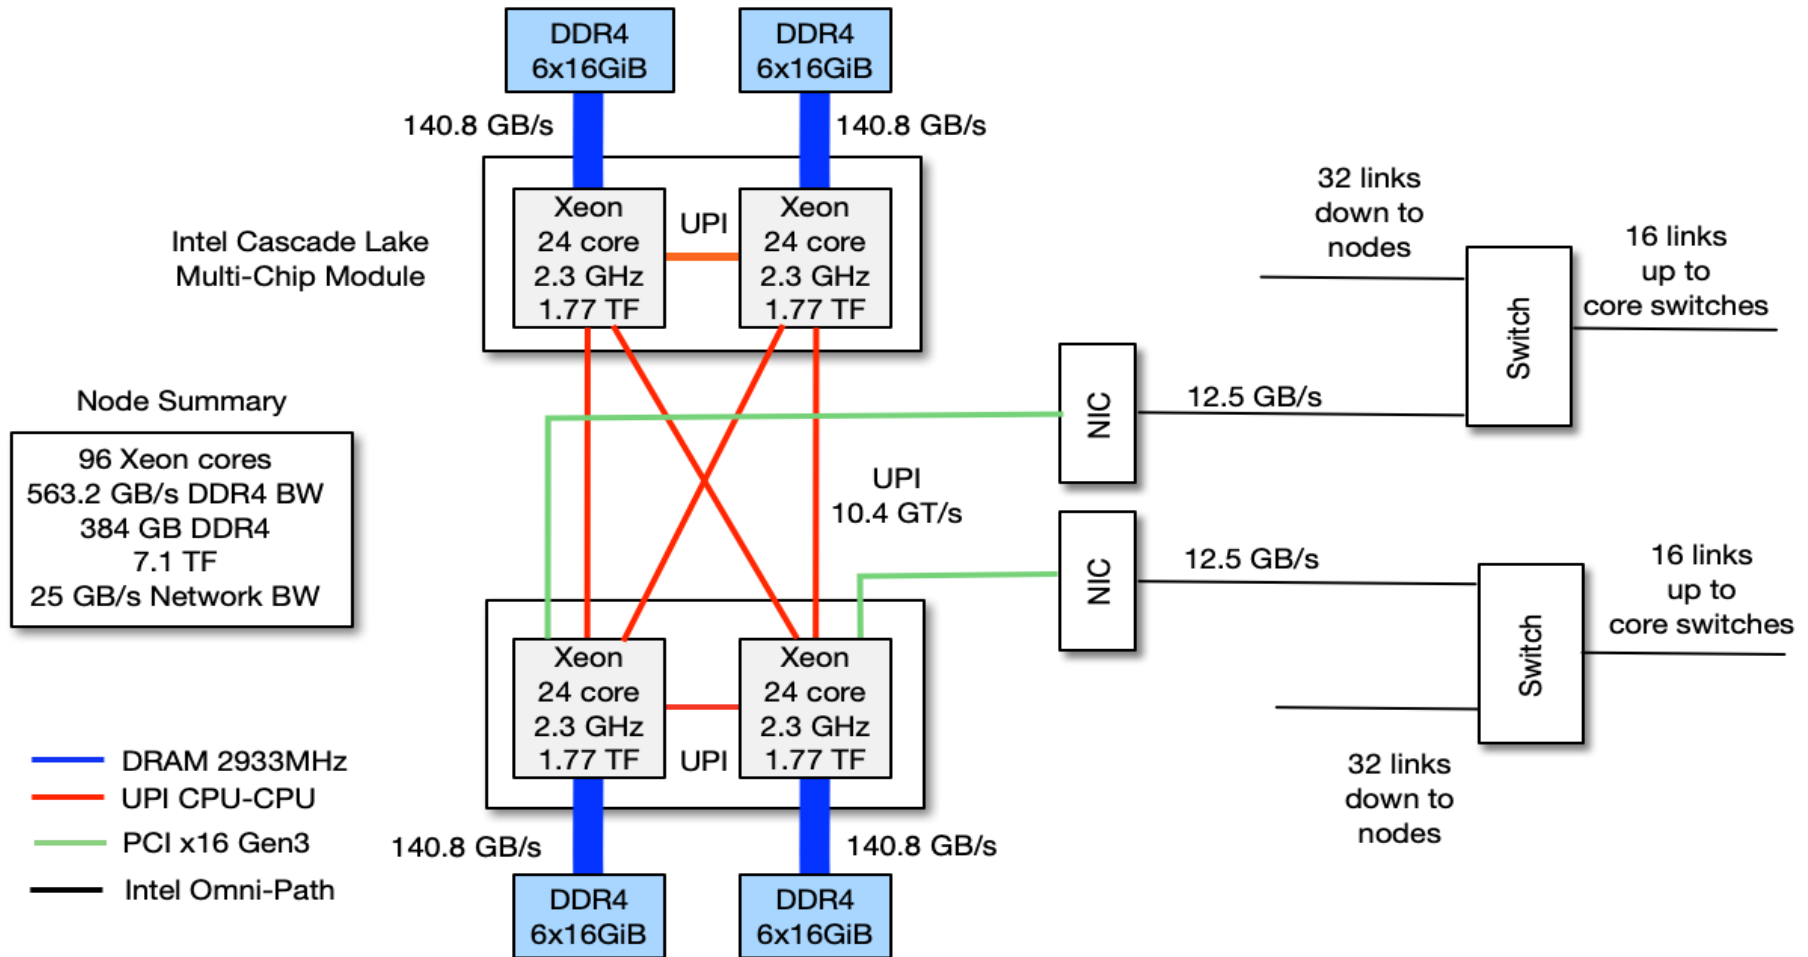 DDR4
6x16GiB
DDR4
6x16GiB
140.8 GB/s
140.8 GB/s
Intel Cascade Lake
Multi-Chip Module
Xeon
24 core
2.3 GHz
1.77 TF
UPI
Xeon
24 core
2.3 GHz
1.77 TF
32 links
down to
nodes
16 links
up to
core switches
Switch
NIC
12.5 GB/s
Node Summary
96 Xeon cores
563.2 GB/s DDR4 BW
384 GB DDR4
7.1 TF
25 GB/s Network BW
UPI
10.4 GT/s
NIC
12.5 GB/s
Switch
16 links
up to
core switches
32 links
down to
nodes
Xeon
24 core
2.3 GHz
1.77 TF
UPI
Xeon
24 core
2.3 GHz
1.77 TF
DRAM 2933MHz
UPI CPU-CPU
PCI x16 Gen3
Intel Omni-Path
140.8 GB/s
140.8 GB/s
DDR4
6x16GiB
DDR4
6x16GiB